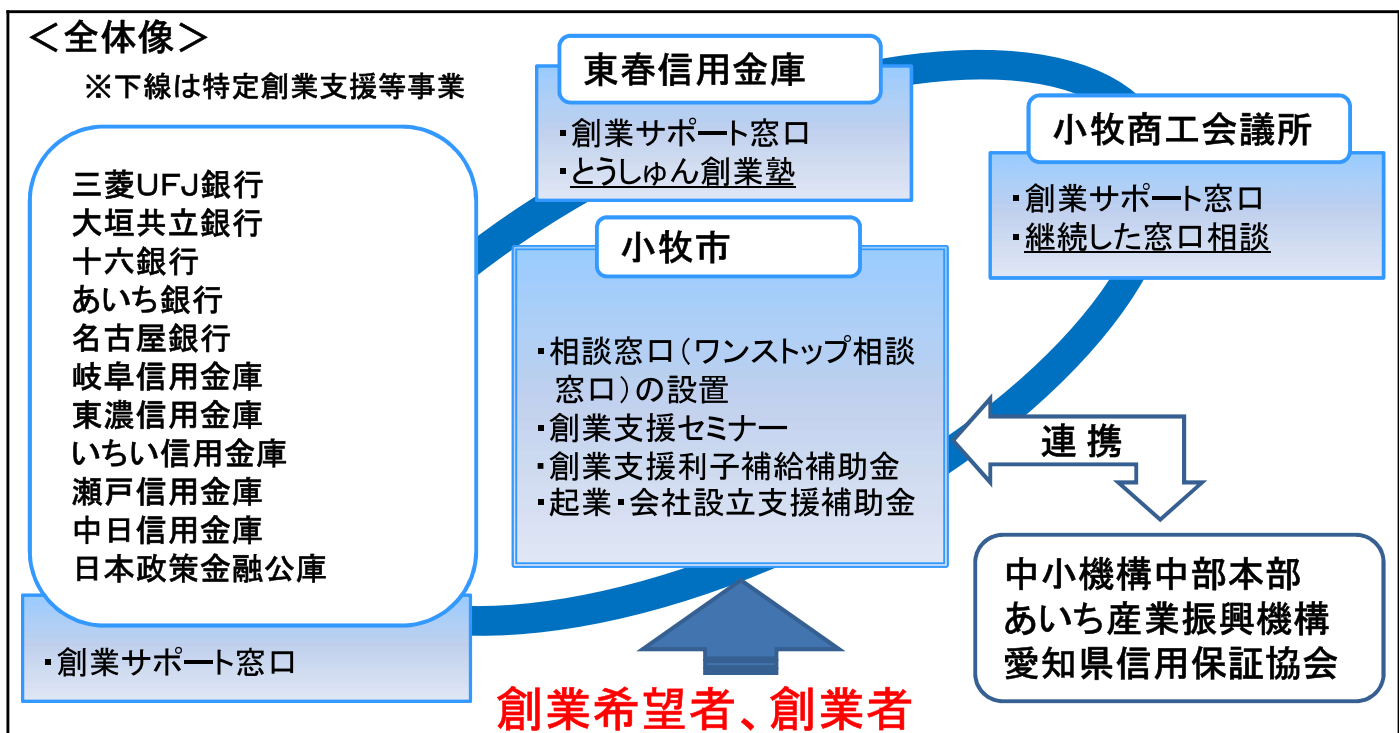 ＜全体像＞
※下線は特定創業支援等事業
三菱UFJ銀行
大垣共立銀行
十六銀行
あいち銀行
名古屋銀行
岐阜信用金庫
東濃信用金庫
いちい信用金庫
瀬戸信用金庫
中日信用金庫
日本政策金融公庫
・創業サポート窓口
東春信用金庫
・創業サポート窓口
・とうしゅん創業塾
小牧商工会議所
・創業サポート窓口
・継続した窓口相談
小牧市
・相談窓口（ワンストップ相談
窓口）の設置
・創業支援セミナー
・創業支援利子補給補助金
・起業・会社設立支援補助金
連 携
中小機構中部本部
あいち産業振興機構
愛知県信用保証協会
創業希望者、創業者